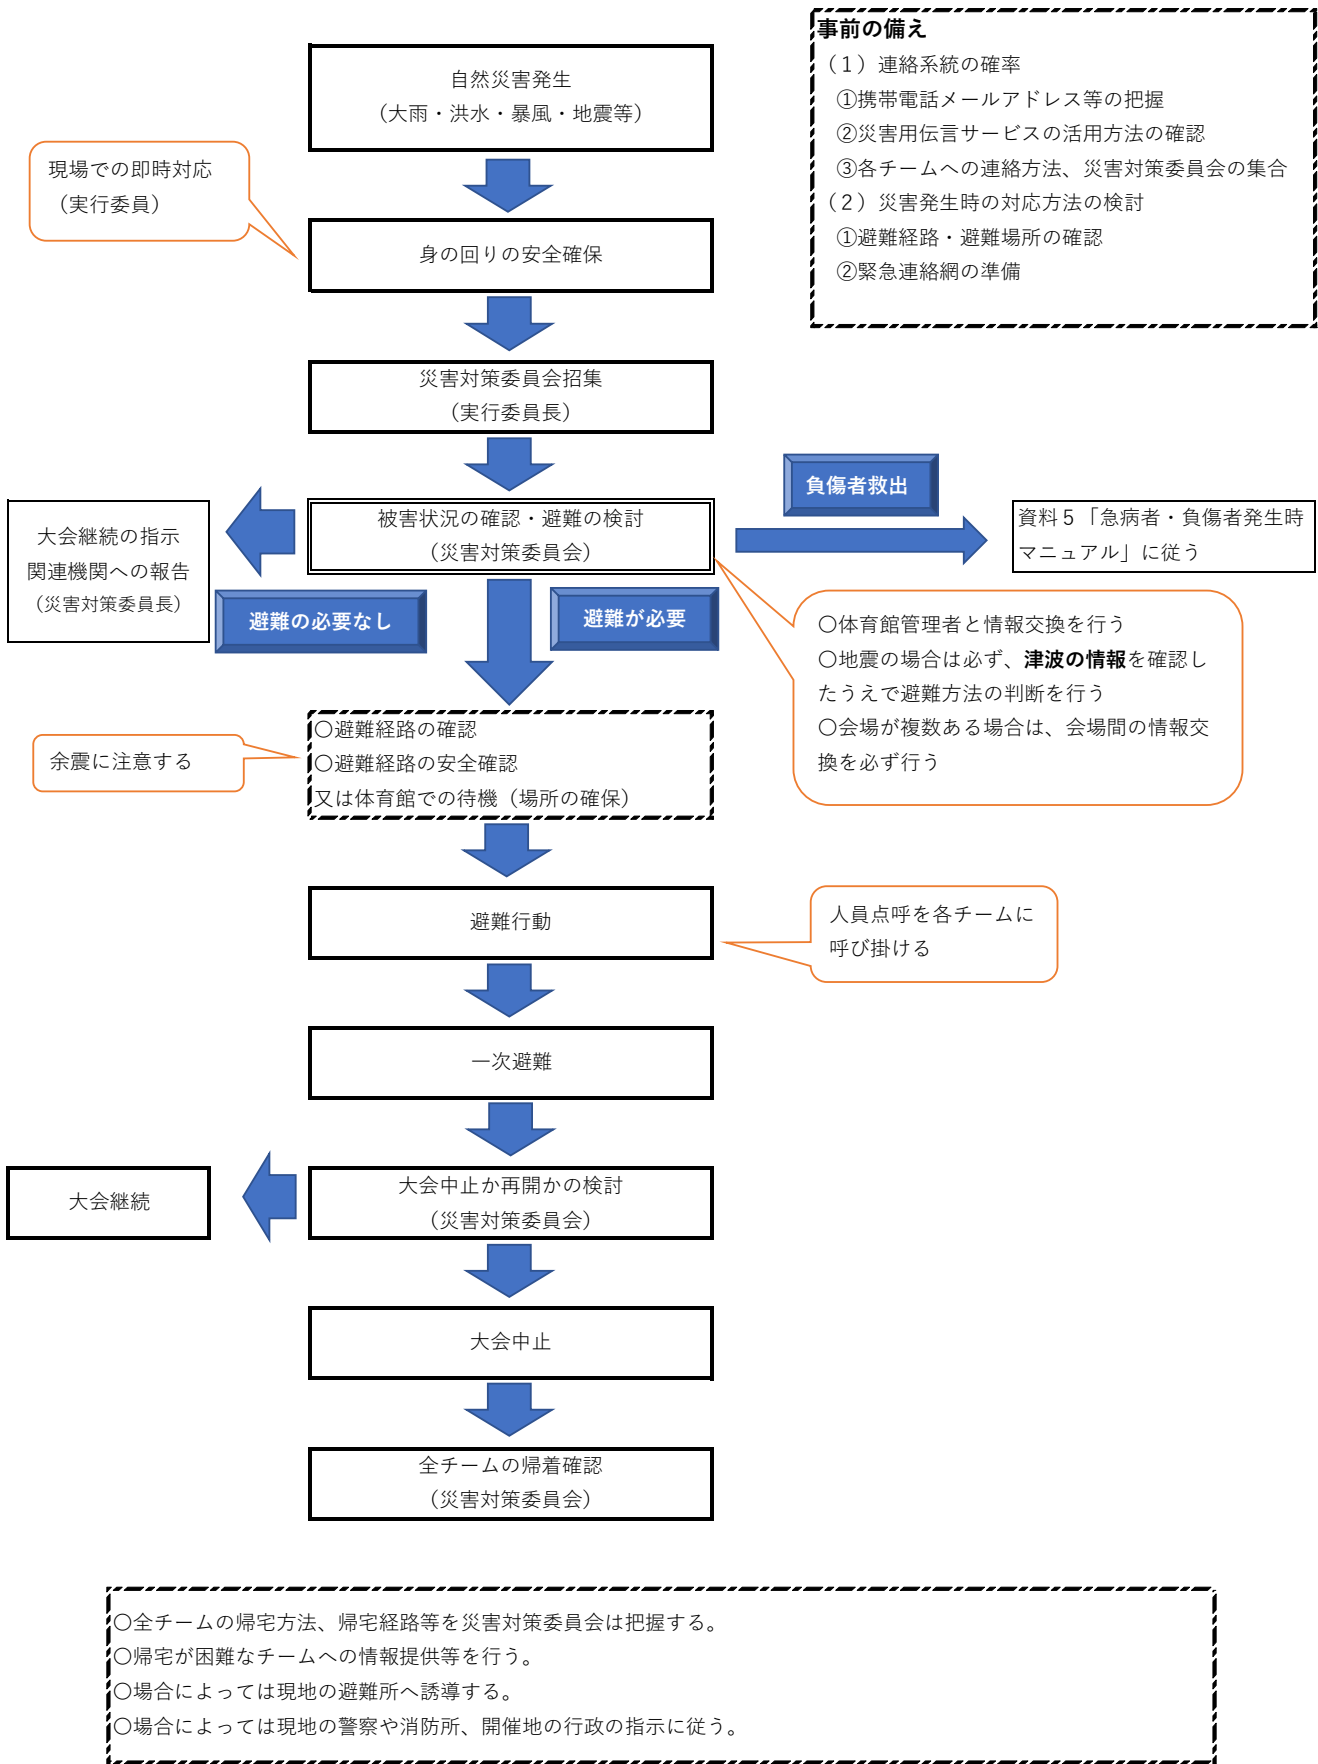 事前の備え
（１）連絡系統の確率
①携帯電話メールアドレス等の把握
②災害用伝言サービスの活用方法の確認
③各チームへの連絡方法、災害対策委員会の集合
（２）災害発生時の対応方法の検討
①避難経路・避難場所の確認
②緊急連絡網の準備
自然災害発生
（大雨・洪水・暴風・地震等）
現場での即時対応
（実行委員）
身の回りの安全確保
災害対策委員会招集
（実行委員長）
負傷者救出
被害状況の確認・避難の検討
（災害対策委員会）
資料５「急病者・負傷者発生時
マニュアル」に従う
大会継続の指示
関連機関への報告
（災害対策委員長）
避難の必要なし
避難が必要
〇体育館管理者と情報交換を行う
〇地震の場合は必ず、津波の情報を確認し
たうえで避難方法の判断を行う
〇会場が複数ある場合は、会場間の情報交
換を必ず行う
〇避難経路の確認
〇避難経路の安全確認
又は体育館での待機（場所の確保）
余震に注意する
避難行動
人員点呼を各チームに
呼び掛ける
一次避難
大会中止か再開かの検討
（災害対策委員会）
大会継続
大会中止
全チームの帰着確認
（災害対策委員会）
〇全チームの帰宅方法、帰宅経路等を災害対策委員会は把握する。
〇帰宅が困難なチームへの情報提供等を行う。
〇場合によっては現地の避難所へ誘導する。
〇場合によっては現地の警察や消防所、開催地の行政の指示に従う。